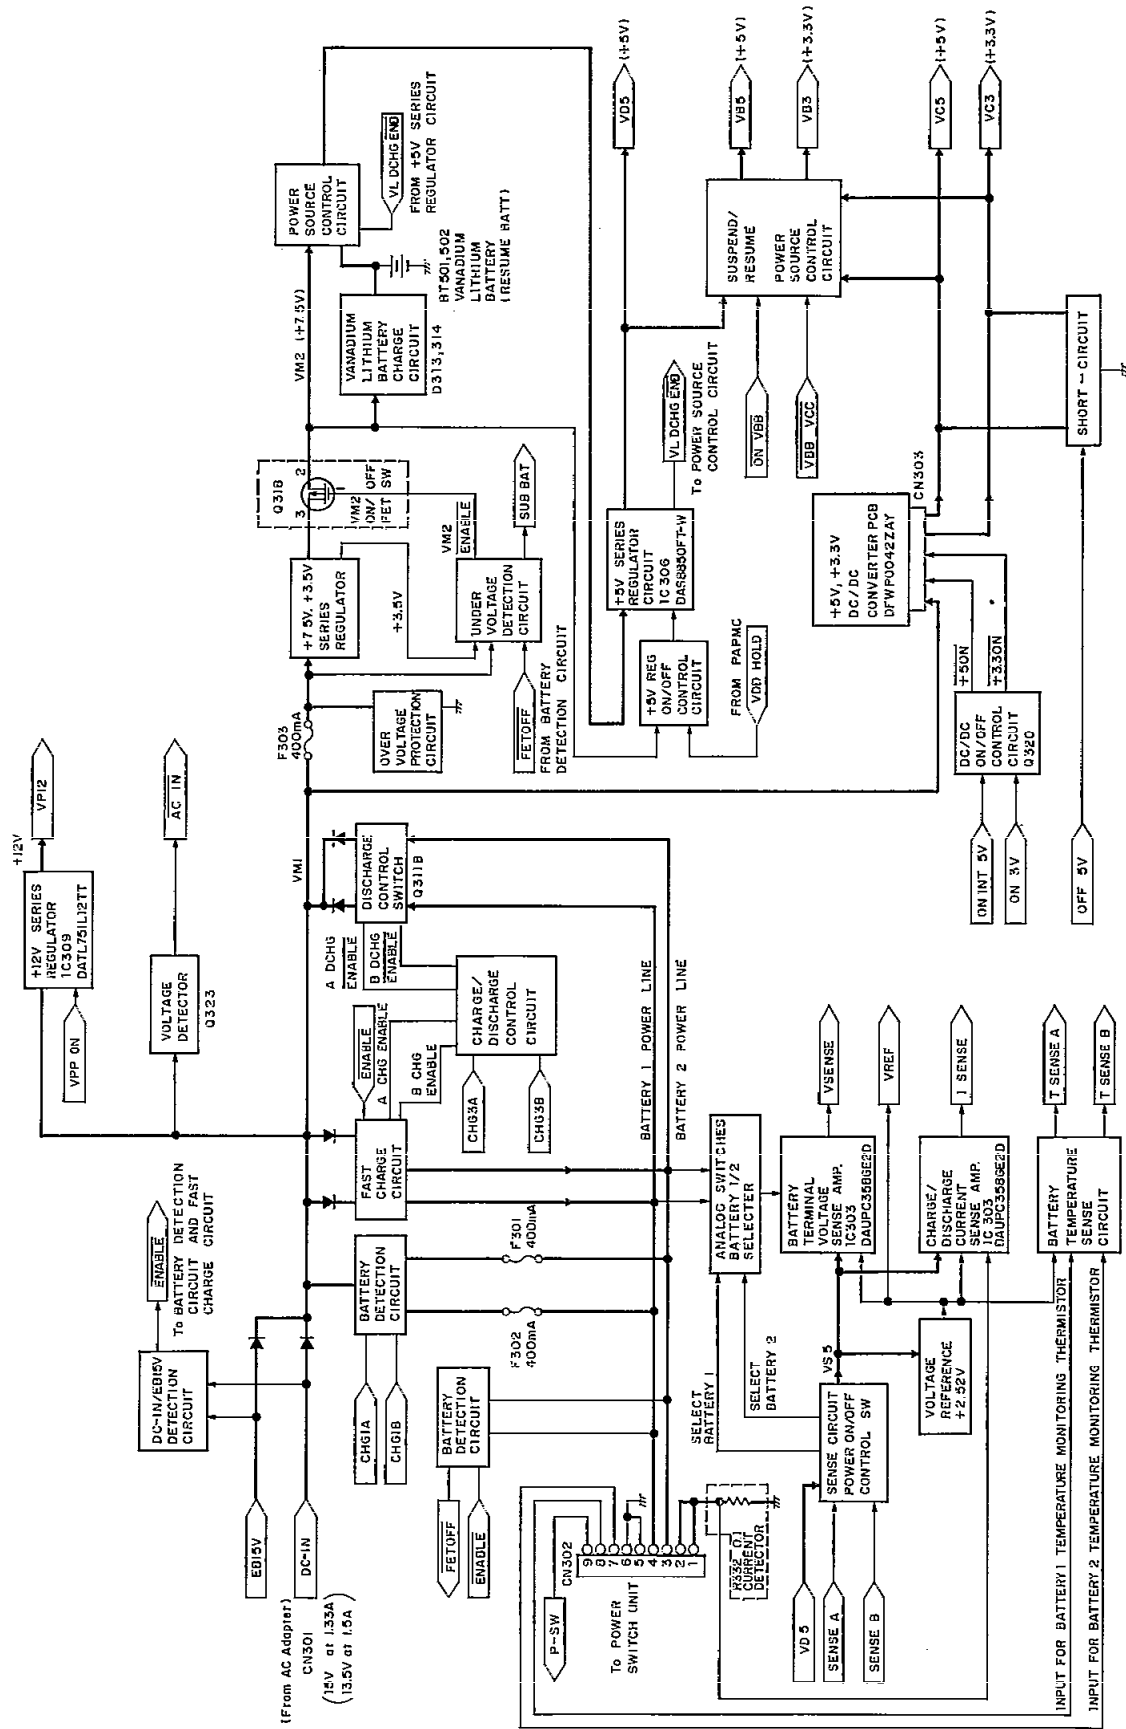 (From AC Adapter)
CN301
(15V at 1.33A
13.5V at 1.5A)
EB15V
DC-IN
DC-IN/EB15V
DETECTION
CIRCUIT
ENABLE
To BATTERY DETECTION
CIRCUIT AND FAST
CHARGE CIRCUIT
VPP ON
+12V SERIES
REGULATOR
IC309
DATL751L12TT
+12V
VP12
VOLTAGE
DETECTOR
Q323
AC IN
CHG1A
CHG1B
BATTERY
DETECTION
CIRCUIT
F302
400mA
F301
400mA
FAST
CHARGE
CIRCUIT
ENABLE
A CHG ENABLE
B CHG
ENABLE
A DCHG
ENABLE
B DCHG
ENABLE
CHG3A
CHG3B
CHARGE/
DISCHARGE
CONTROL
CIRCUIT
DISCHARGE
CONTROL
SWITCH
Q311B
VM1
F303
400mA
OVER
VOLTAGE
PROTECTION
CIRCUIT
+7.5V, +3.5V
SERIES
REGULATOR
+3.5V
Q318
3
2
1
VM2
ON/OFF
FET SW
VM2
ENABLE
UNDER
VOLTAGE
DETECTION
CIRCUIT
SUB BAT
FETOFF
FROM BATTERY
DETECTION CIRCUIT
VM2 (+7.5V)
VANADIUM
LITHIUM
BATTERY
CHARGE
CIRCUIT
D313,314
POWER
SOURCE
CONTROL
CIRCUIT
VL DCHG END
FROM +5V SERIES
REGULATOR CIRCUIT
BT501,502
VANADIUM
LITHIUM
BATTERY
(RESUME BATT)
FETOFF
ENABLE
BATTERY
DETECTION
CIRCUIT
BATTERY 1 POWER LINE
BATTERY 2 POWER LINE
P-SW
To POWER
SWITCH UNIT
CN302
9
8
7
6
5
4
3
2
1
R332 0.1
CURRENT
DETECTOR
+5V REG
ON/OFF
CONTROL
CIRCUIT
FROM PAPMC
VDD HOLD
+5V SERIES
REGULATOR
CIRCUIT
IC306
DAS8850FT-W
VL DCHG END
To POWER SOURCE
CONTROL CIRCUIT
VD5
(+5V)
ON VBB
VBB VCC
SUSPEND/
RESUME
POWER
SOURCE
CONTROL
CIRCUIT
VB5
(+5V)
VB3
(+3.3V)
SELECT
BATTERY 1
SELECT
BATTERY 2
ANALOG SWITCHES
BATTERY 1/2
SELECTER
VD5
SENSE A
SENSE B
SENSE CIRCUIT
POWER ON/OFF
CONTROL SW
VS5
VOLTAGE
REFERENCE
+2.52V
BATTERY
TERMINAL
VOLTAGE
SENSE AMP.
IC303
DAUPC358GE2D
VSENSE
VREF
CHARGE/
DISCHARGE
CURRENT
SENSE AMP.
IC303
DAUPC358GE2D
I SENSE
BATTERY
TEMPERATURE
SENSE
CIRCUIT
T SENSE A
T SENSE B
INPUT FOR BATTERY 1 TEMPERATURE MONITORING THERMISTOR
INPUT FOR BATTERY 2 TEMPERATURE MONITORING THERMISTOR
ON INT 5V
ON 3V
OFF 5V
DC/DC
ON/OFF
CONTROL
CIRCUIT
Q320
+5ON
+3.3ON
+5V, +3.3V
DC/DC
CONVERTER PCB
DFWP0042ZAY
CN303
VC5
(+5V)
VC3
(+3.3V)
SHORT-CIRCUIT